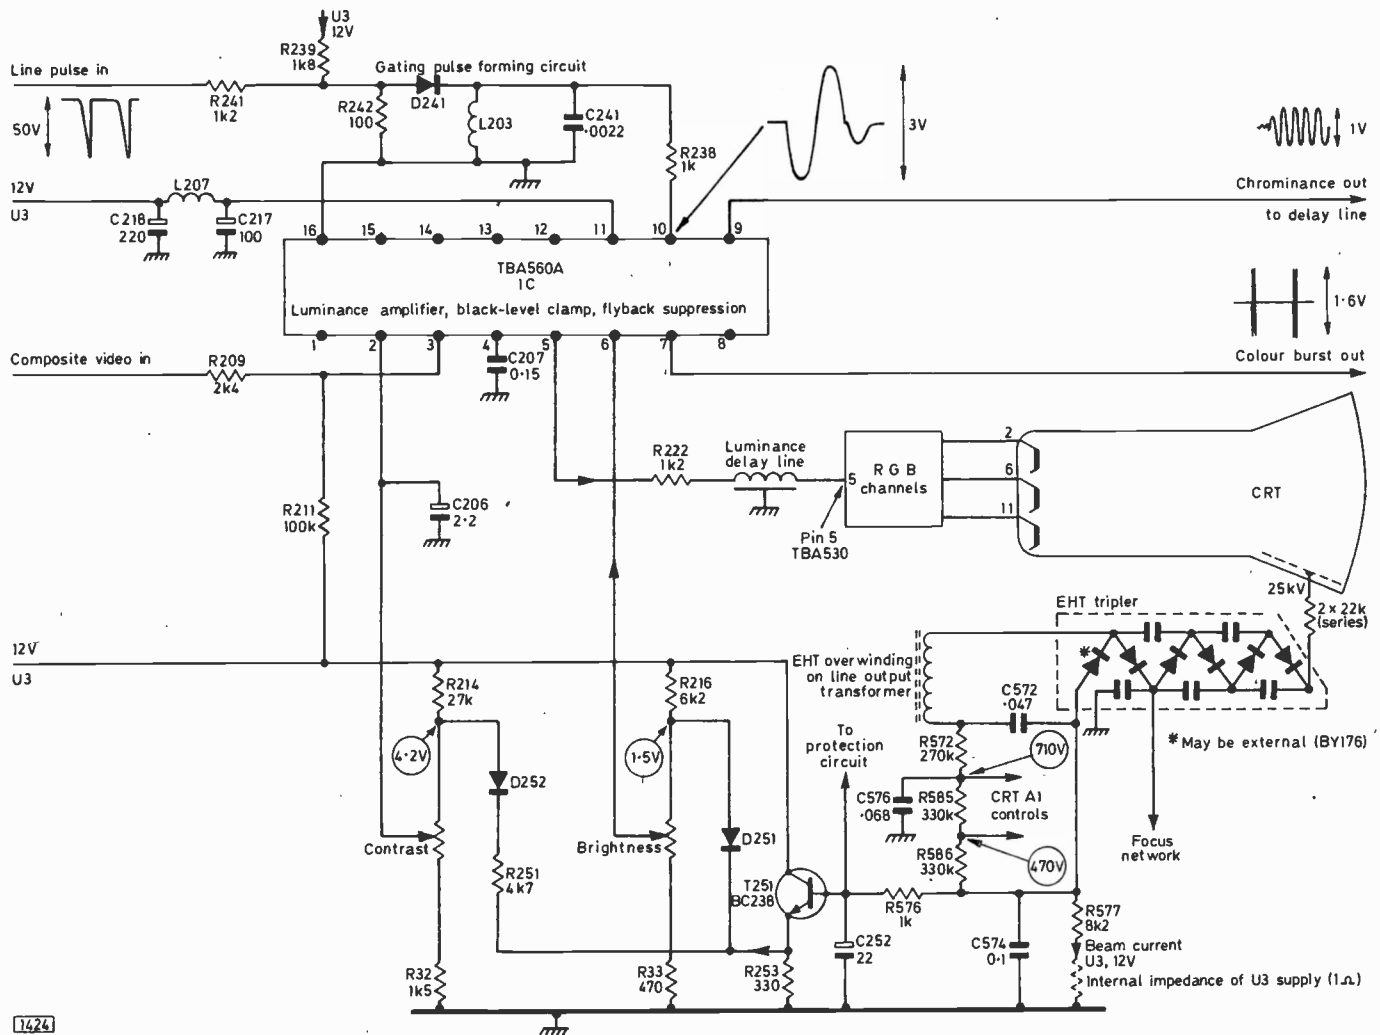 U3
12V
R239
1k8
Line pulse in
Gating pulse forming circuit
R241
1k2
50V
R242
100
D241
L203
C241
·0022
R238
1k
3V
1V
12V
U3
L207
C218
220
C217
100
Chrominance out
to delay line
16
15
14
13
12
11
10
9
TBA560A
IC
Luminance amplifier, black-level clamp, flyback suppression
1·6V
1
2
3
4
5
6
7
8
Composite video in
R209
2k4
C207
0·15
Colour burst out
R222
1k2
Luminance
delay line
5
R G B
channels
2
6
11
CRT
Pin 5
TBA530
R211
100k
C206
2·2
25kV
2 x 22k
(series)
EHT tripler
*
12V
U3
EHT overwinding
on line output
transformer
R214
27k
R216
6k2
4·2V
1·5V
C572
·047
*May be external (BY176)
To
protection
circuit
R572
270k
710V
D252
C576
·068
R585
330k
CRT A1
controls
Contrast
Brightness
D251
R586
330k
470V
Focus
network
R251
4k7
T251
BC238
R576
1k
R577
8k2
C252
22
C574
0·1
Beam current
U3, 12V
R32
1k5
R33
470
R253
330
Internal impedance of U3 supply (1Ω)
1424